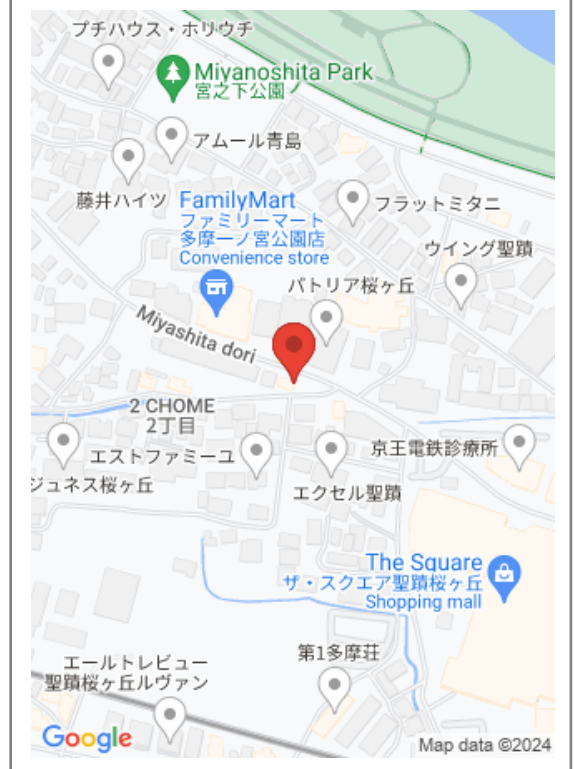 プチハウス・ホリウチ
Miyanoshita Park
宮之下公園
アムール青島
藤井ハイツ
FamilyMart
ファミリーマート
多摩一ノ宮公園店
Convenience store
フラットミタニ
ウイング聖蹟
パトリア桜ヶ丘
Miyashita dori
2 CHOME
2丁目
エストファミーユ
京王電鉄診療所
ジュネス桜ヶ丘
エクセル聖蹟
The Square
ザ・スクエア聖蹟桜ヶ丘
Shopping mall
第1多摩荘
エールトレビュー
聖蹟桜ヶ丘ルヴァン
Google
Map data ©2024